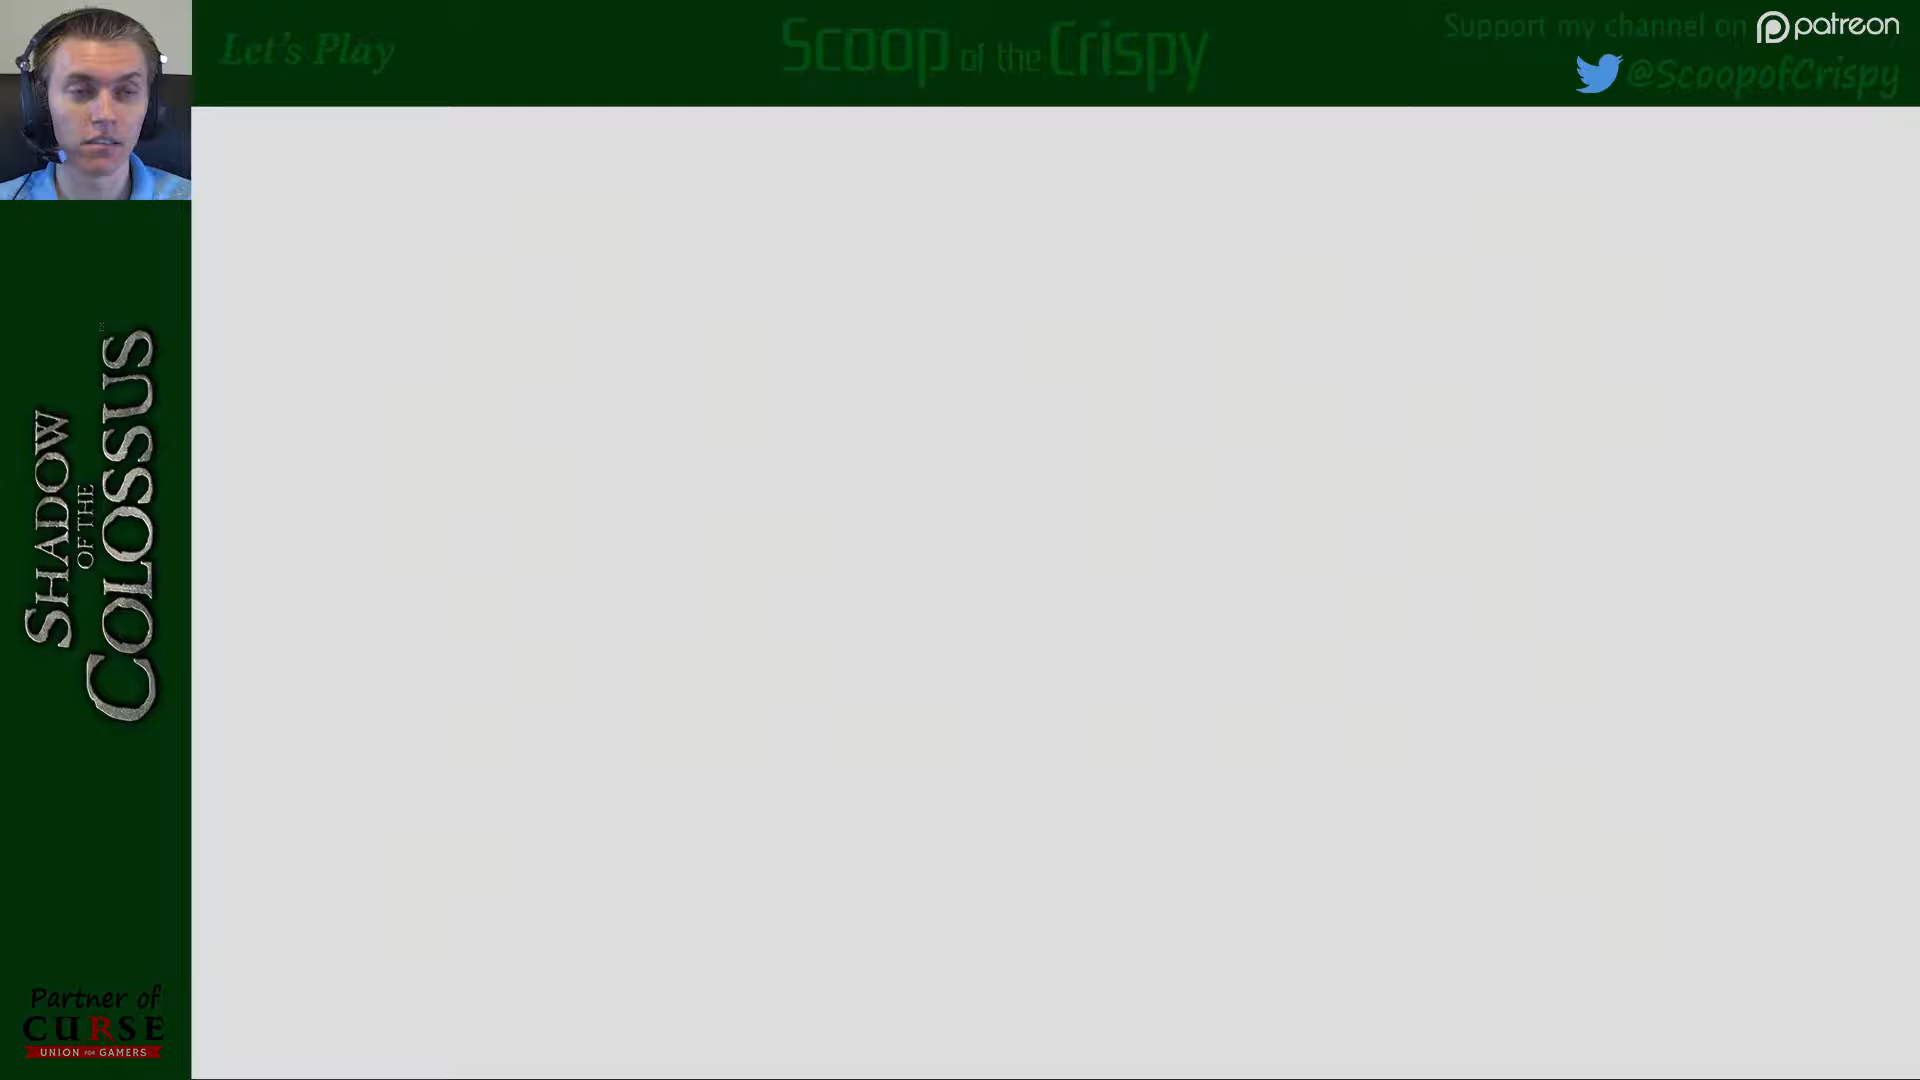 Let's Play
Scoop of the Crispy
Support my channel on patreon
@ScoopofCrispy
SHADOW
OF THE
COLOSSUS
Partner of
CURSE
UNION FOR GAMERS